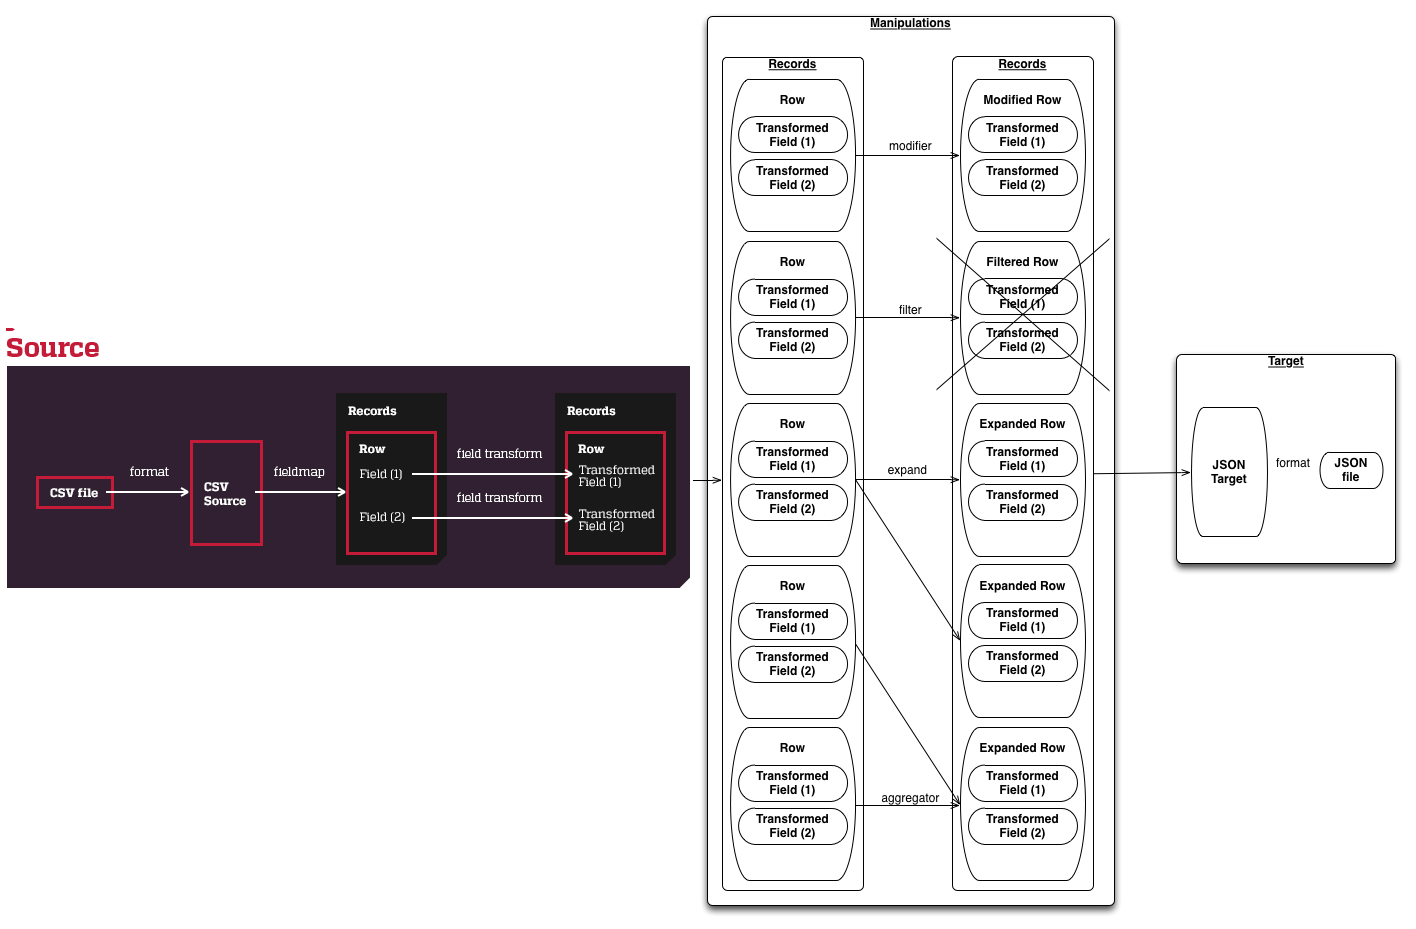 Source
CSV file
format
CSV
Source
fieldmap
Records
Row
Field (1)
Field (2)
field transform
field transform
Records
Row
Transformed
Field (1)
Transformed
Field (2)
Manipulations
Records
Row
Transformed
Field (1)
Transformed
Field (2)
Row
Transformed
Field (1)
Transformed
Field (2)
Row
Transformed
Field (1)
Transformed
Field (2)
Row
Transformed
Field (1)
Transformed
Field (2)
Row
Transformed
Field (1)
Transformed
Field (2)
modifier
filter
expand
aggregator
Records
Modified Row
Transformed
Field (1)
Transformed
Field (2)
Filtered Row
Transformed
Field (1)
Transformed
Field (2)
Expanded Row
Transformed
Field (1)
Transformed
Field (2)
Expanded Row
Transformed
Field (1)
Transformed
Field (2)
Expanded Row
Transformed
Field (1)
Transformed
Field (2)
Target
JSON
Target
format
JSON
file